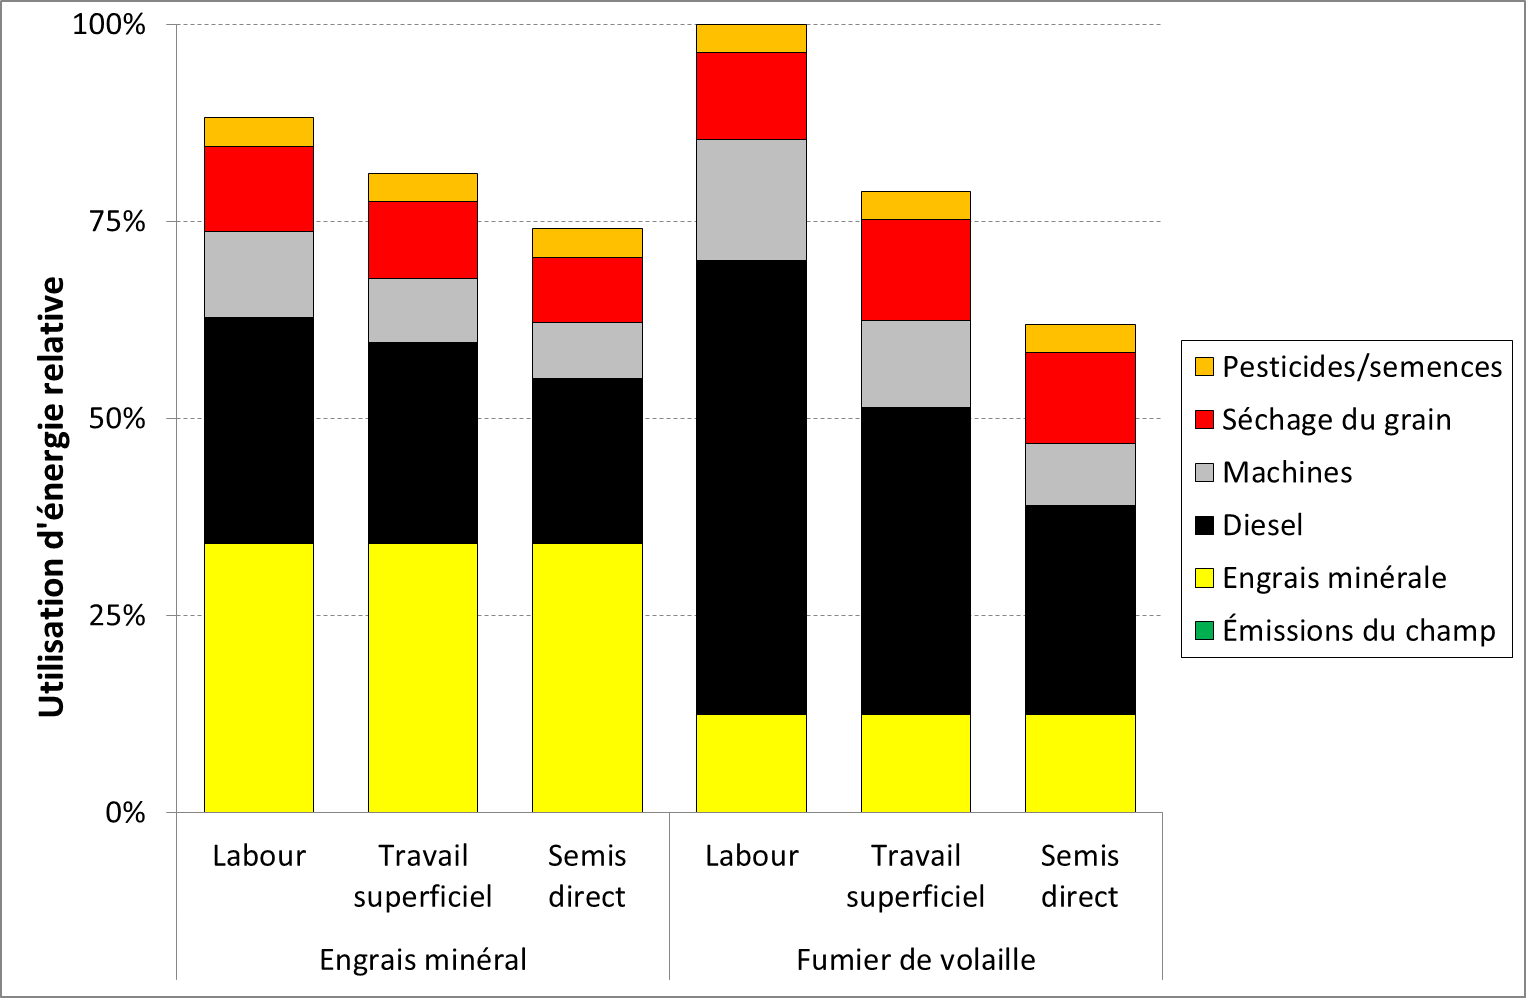 100%
75%
50%
25%
0%
Utilisation d'énergie relative
Labour
Travail
superficiel
Semis
direct
Labour
Travail
superficiel
Semis
direct
Engrais minéral
Fumier de volaille
Pesticides/semences
Séchage du grain
Machines
Diesel
Engrais minérale
Émissions du champ